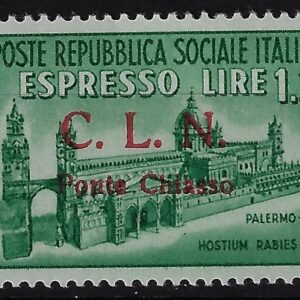 POSTE REPUBBLICA SOCIALE ITALI
ESPRESSO LIRE 1.
C. L. N.
Ponte Chiasso
PALERMO
HOSTIUM RABIES